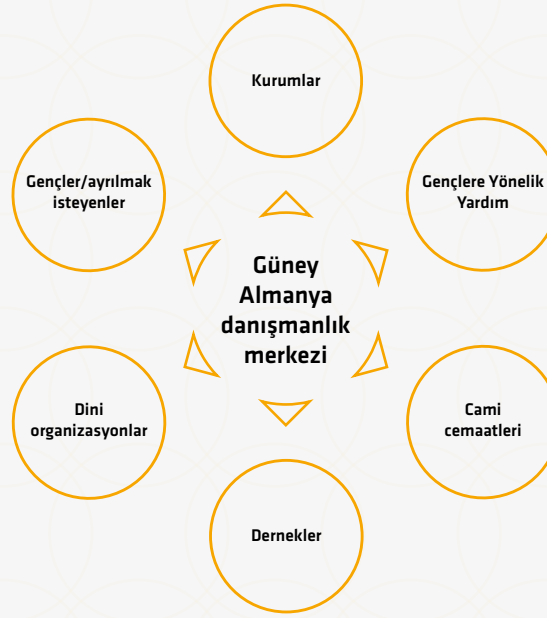 Kurumlar
Gençler/ayrılmak
isteyenler
Gençlere Yönelik
Yardım
Güney
Almanya
danışmanlık
merkezi
Dini
organizasyonlar
Cami
cemaatleri
Dernekler